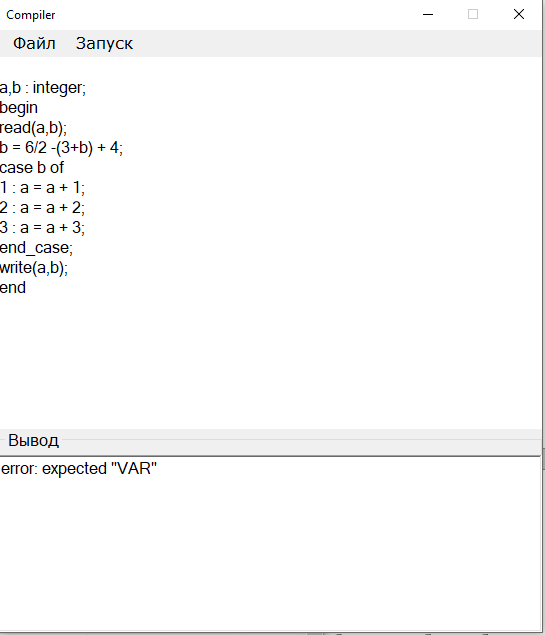 Compiler
Файл Запуск
a,b : integer;
begin
read(a,b);
b = 6/2 -(3+b) + 4;
case b of
1 : a = a + 1;
2 : a = a + 2;
3 : a = a + 3;
end_case;
write(a,b);
end
Вывод
error: expected "VAR"